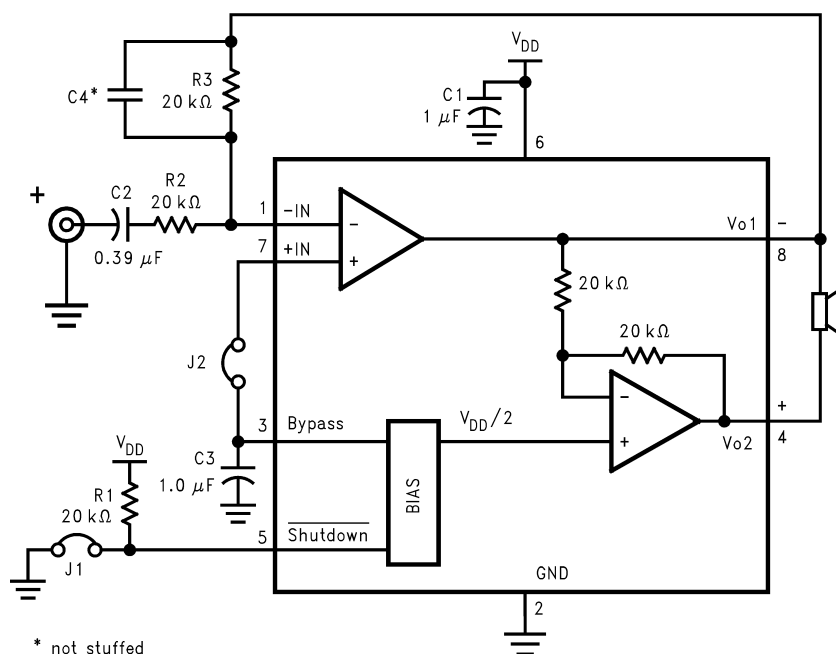 V_DD
C1
1 µF
6
C4*
R3
20 kΩ
+
C2
0.39 µF
R2
20 kΩ
1
-IN
7
+IN
-
+
Vo1
-
8
20 kΩ
20 kΩ
J2
3
Bypass
V_DD/2
-
+
+
Vo2
4
C3
1.0 µF
BIAS
V_DD
R1
20 kΩ
5
Shutdown
J1
GND
2
* not stuffed